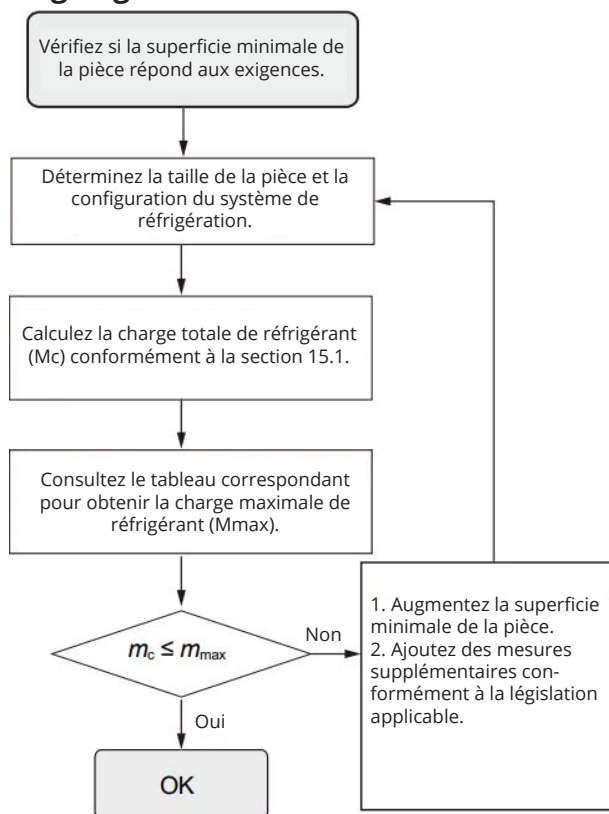 Vérifiez si la superficie minimale de
la pièce répond aux exigences.
Déterminez la taille de la pièce et la
configuration du système de
réfrigération.
Calculez la charge totale de réfrigérant
(Mc) conformément à la section 15.1.
Consultez le tableau correspondant
pour obtenir la charge maximale de
réfrigérant (Mmax).
mc ≤ mmax
Non
1. Augmentez la superficie
minimale de la pièce.
2. Ajoutez des mesures
supplémentaires con-
formément à la législation
applicable.
Oui
OK